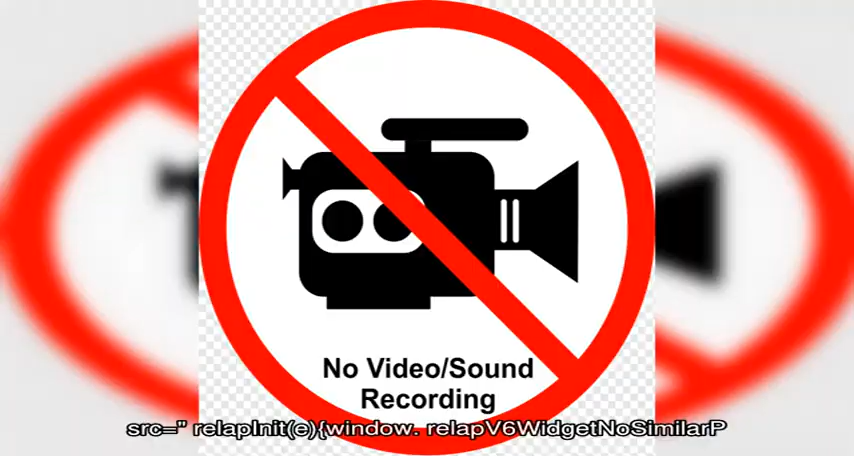 No Video/Sound
Recording
src=" relapInit(e){window. relapV6WidgetNoSimilarP